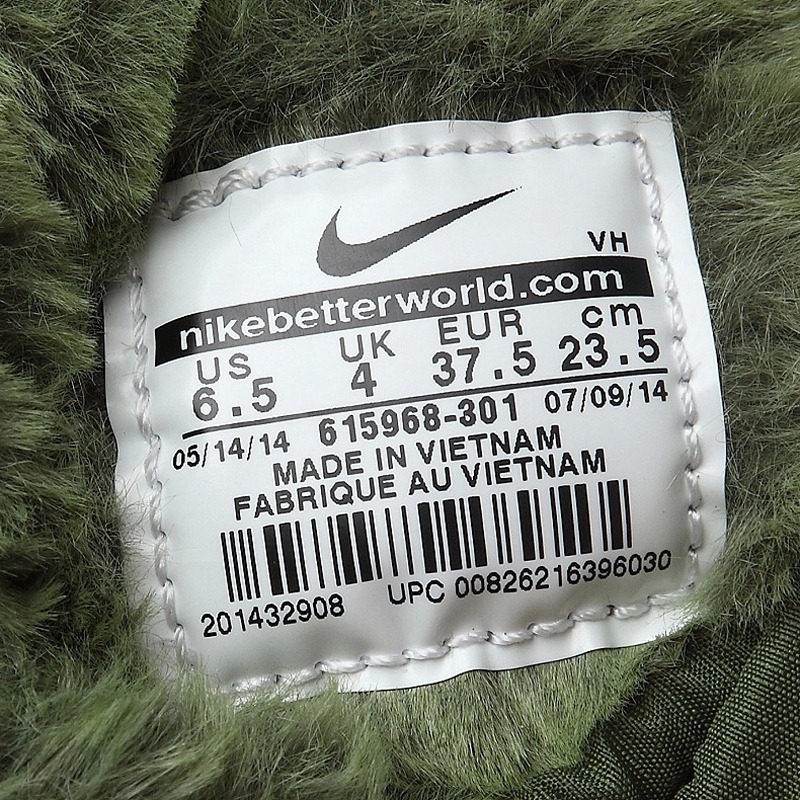 VH
nikebetterworld.com
US UK EUR cm
6.5 4 37.5 23.5
05/14/14 615968-301 07/09/14
MADE IN VIETNAM
FABRIQUE AU VIETNAM
201432908 UPC 00826216396030